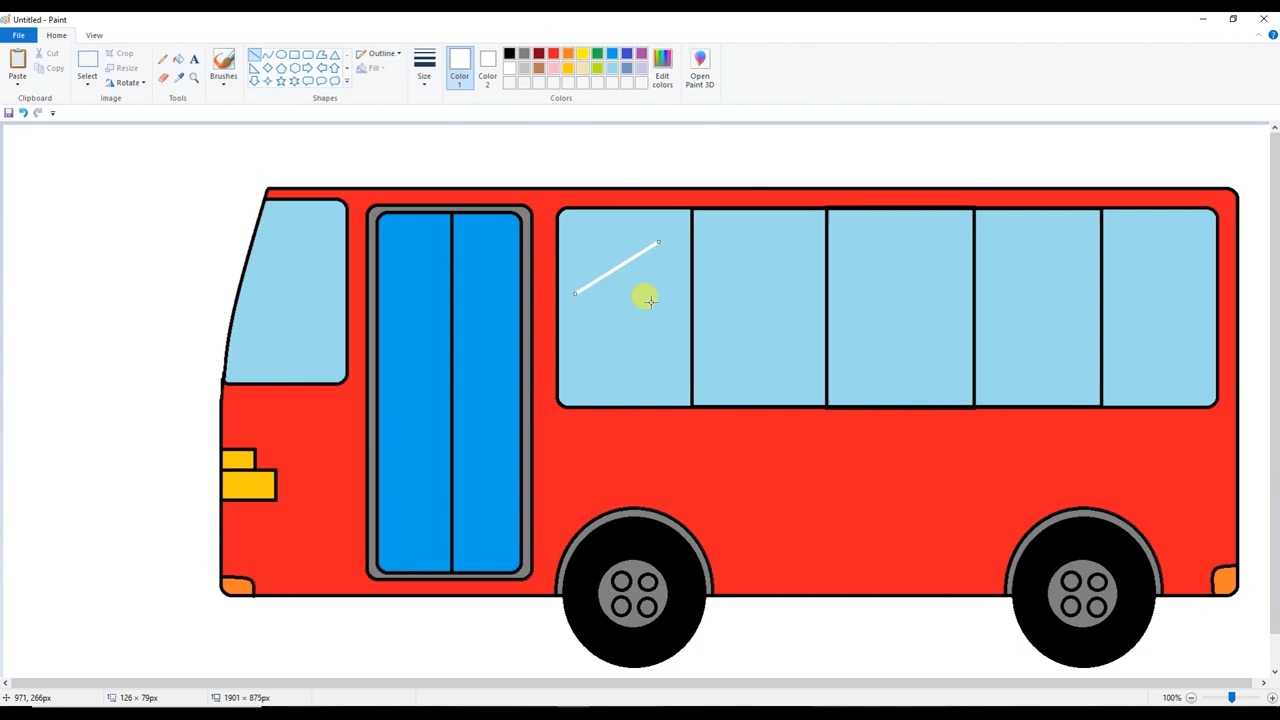 Untitled - Paint
File Home View
Paste
Cut
Copy
Clipboard
Select
Crop
Resize
Rotate
Image
Tools
Brushes
Outline
Fill
Shapes
Size
Color 1
Color 2
Edit colors
Colors
Open Paint 3D
971, 266px 126 × 79px 1901 × 875px 100%